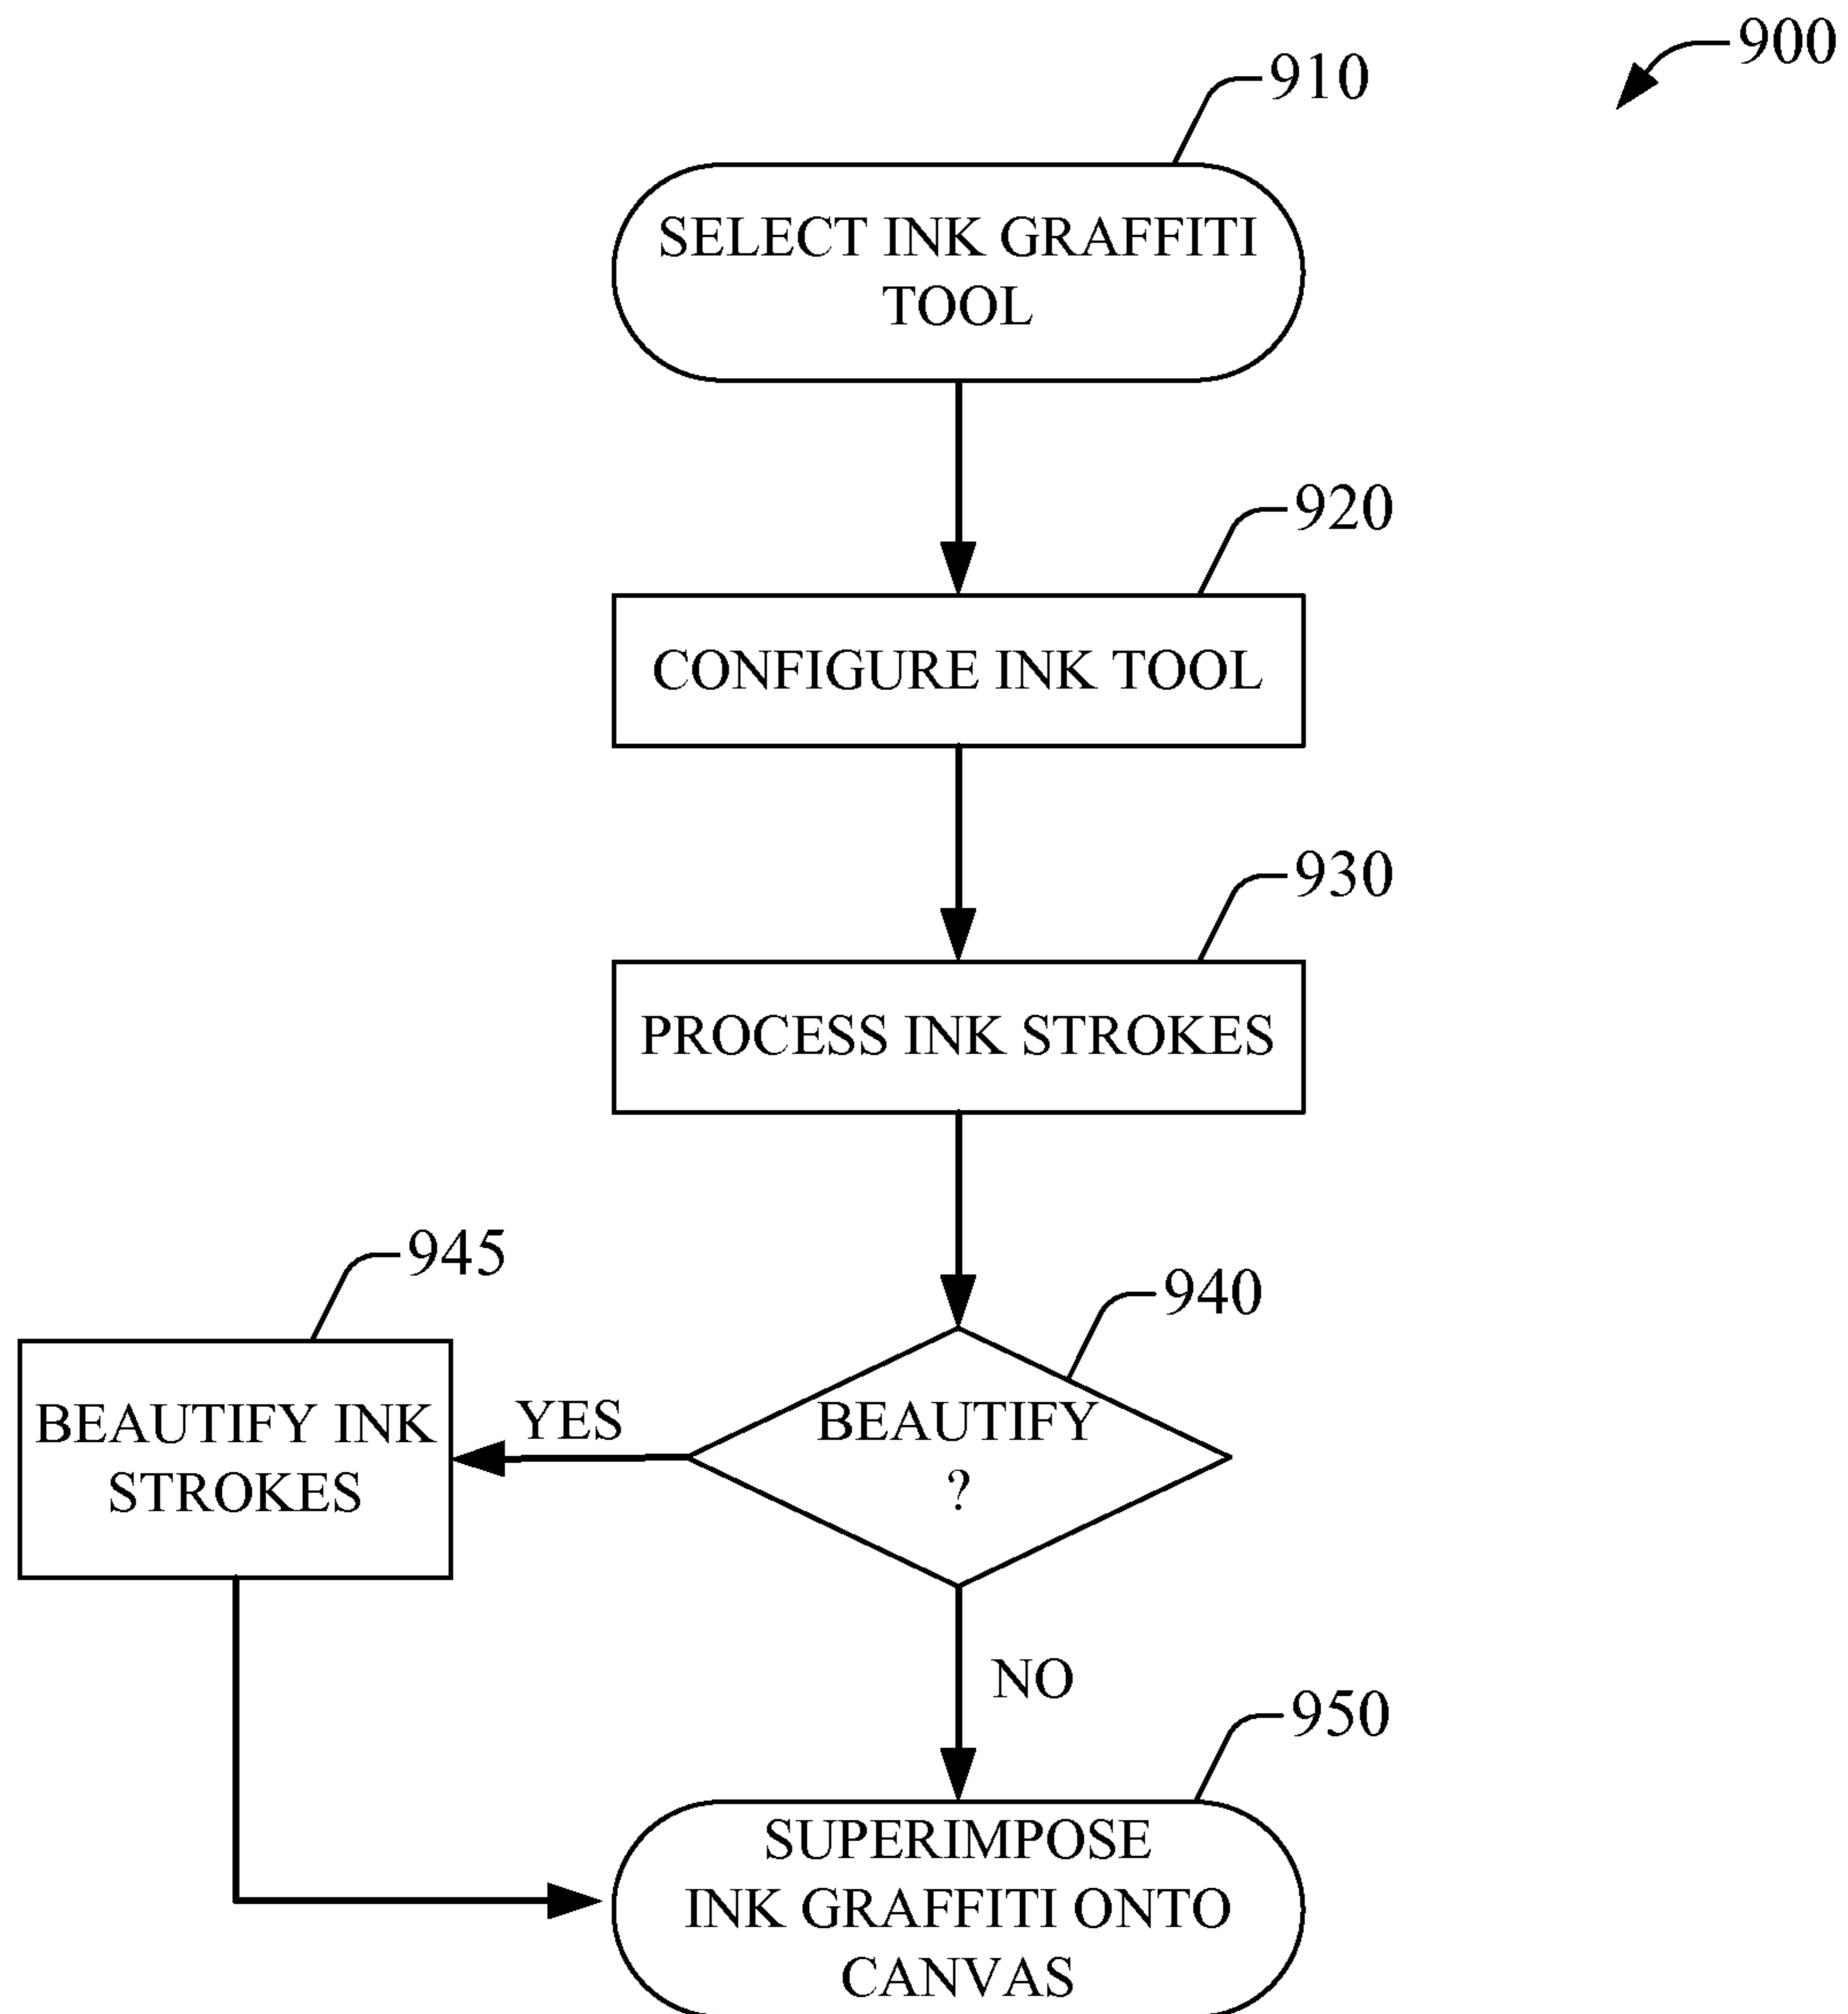 900
910
SELECT INK GRAFFITI
TOOL
920
CONFIGURE INK TOOL
930
PROCESS INK STROKES
945
940
BEAUTIFY INK
STROKES
YES
BEAUTIFY
?
NO
950
SUPERIMPOSE
INK GRAFFITI ONTO
CANVAS